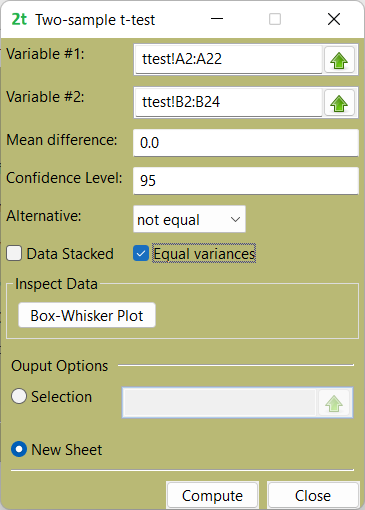 2t Two-sample t-test
Variable #1: ttest!A2:A22
Variable #2: ttest!B2:B24
Mean difference: 0.0
Confidence Level: 95
Alternative: not equal
Data Stacked Equal variances
Inspect Data
Box-Whisker Plot
Ouput Options
Selection
New Sheet
Compute Close